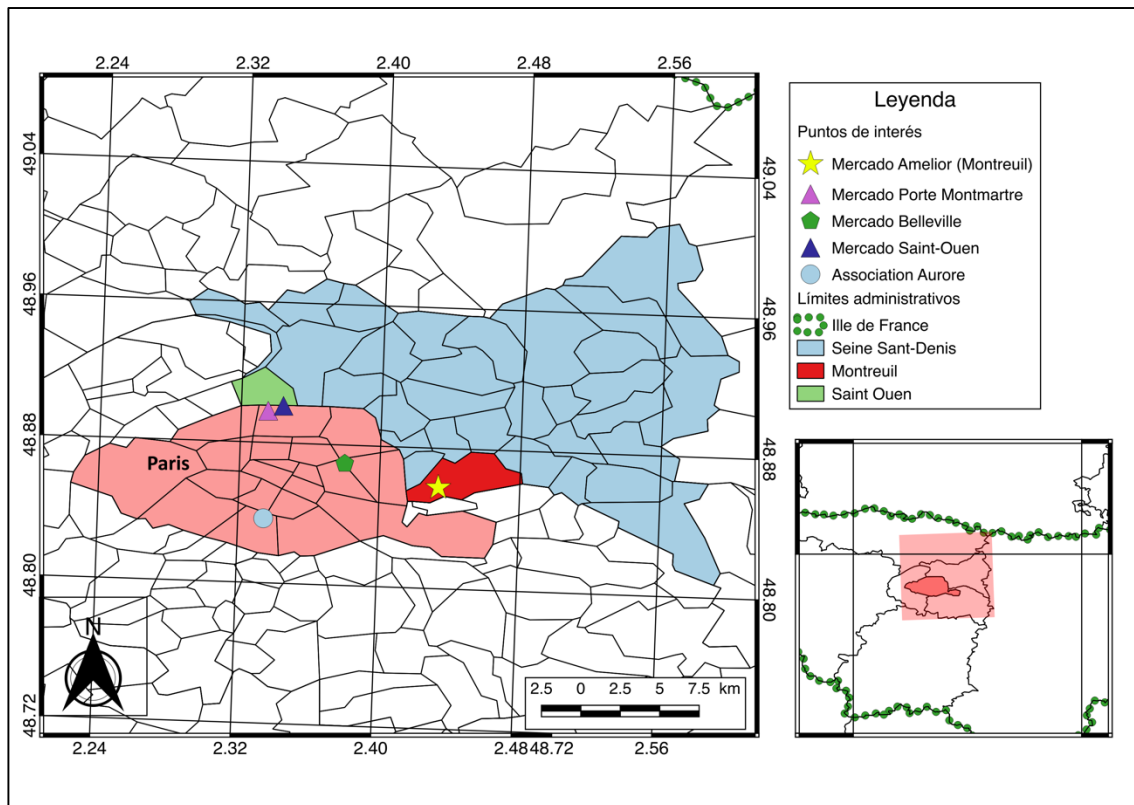 2.24 2.32 2.40 2.48 2.56
49.04
48.96
48.88
48.80
48.72
49.04
48.96
48.88
48.80
Paris
N
2.5 0 2.5 5 7.5 km
2.24 2.32 2.40 2.48 48.72 2.56
Leyenda
Puntos de interés
Mercado Amelior (Montreuil)
Mercado Porte Montmartre
Mercado Belleville
Mercado Saint-Ouen
Association Aurore
Límites administrativos
Ille de France
Seine Sant-Denis
Montreuil
Saint Ouen